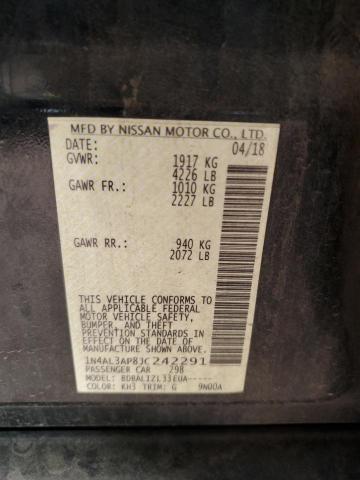 MFD BY NISSAN MOTOR CO., LTD.
DATE: 04/18
GVWR: 1917 KG
4226 LB
GAWR FR.: 1010 KG
2227 LB
GAWR RR.: 940 KG
2072 LB
THIS VEHICLE CONFORMS TO
ALL APPLICABLE FEDERAL
MOTOR VEHICLE SAFETY,
BUMPER, AND THEFT
PREVENTION STANDARDS IN
EFFECT ON THE DATE OF
MANUFACTURE SHOWN ABOVE.
1N4AL3AP8JC242291
PASSENGER CAR 298
MODEL: BDBALIZL33EUA-----
COLOR: KH3 TRIM: G 9N00A